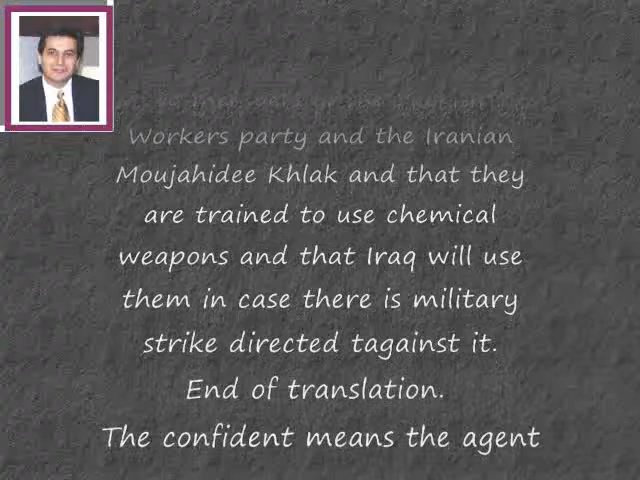 Workers party and the Iranian
Moujahidee Khlak and that they
are trained to use chemical
weapons and that Iraq will use
them in case there is military
strike directed tagainst it.
End of translation.
The confident means the agent